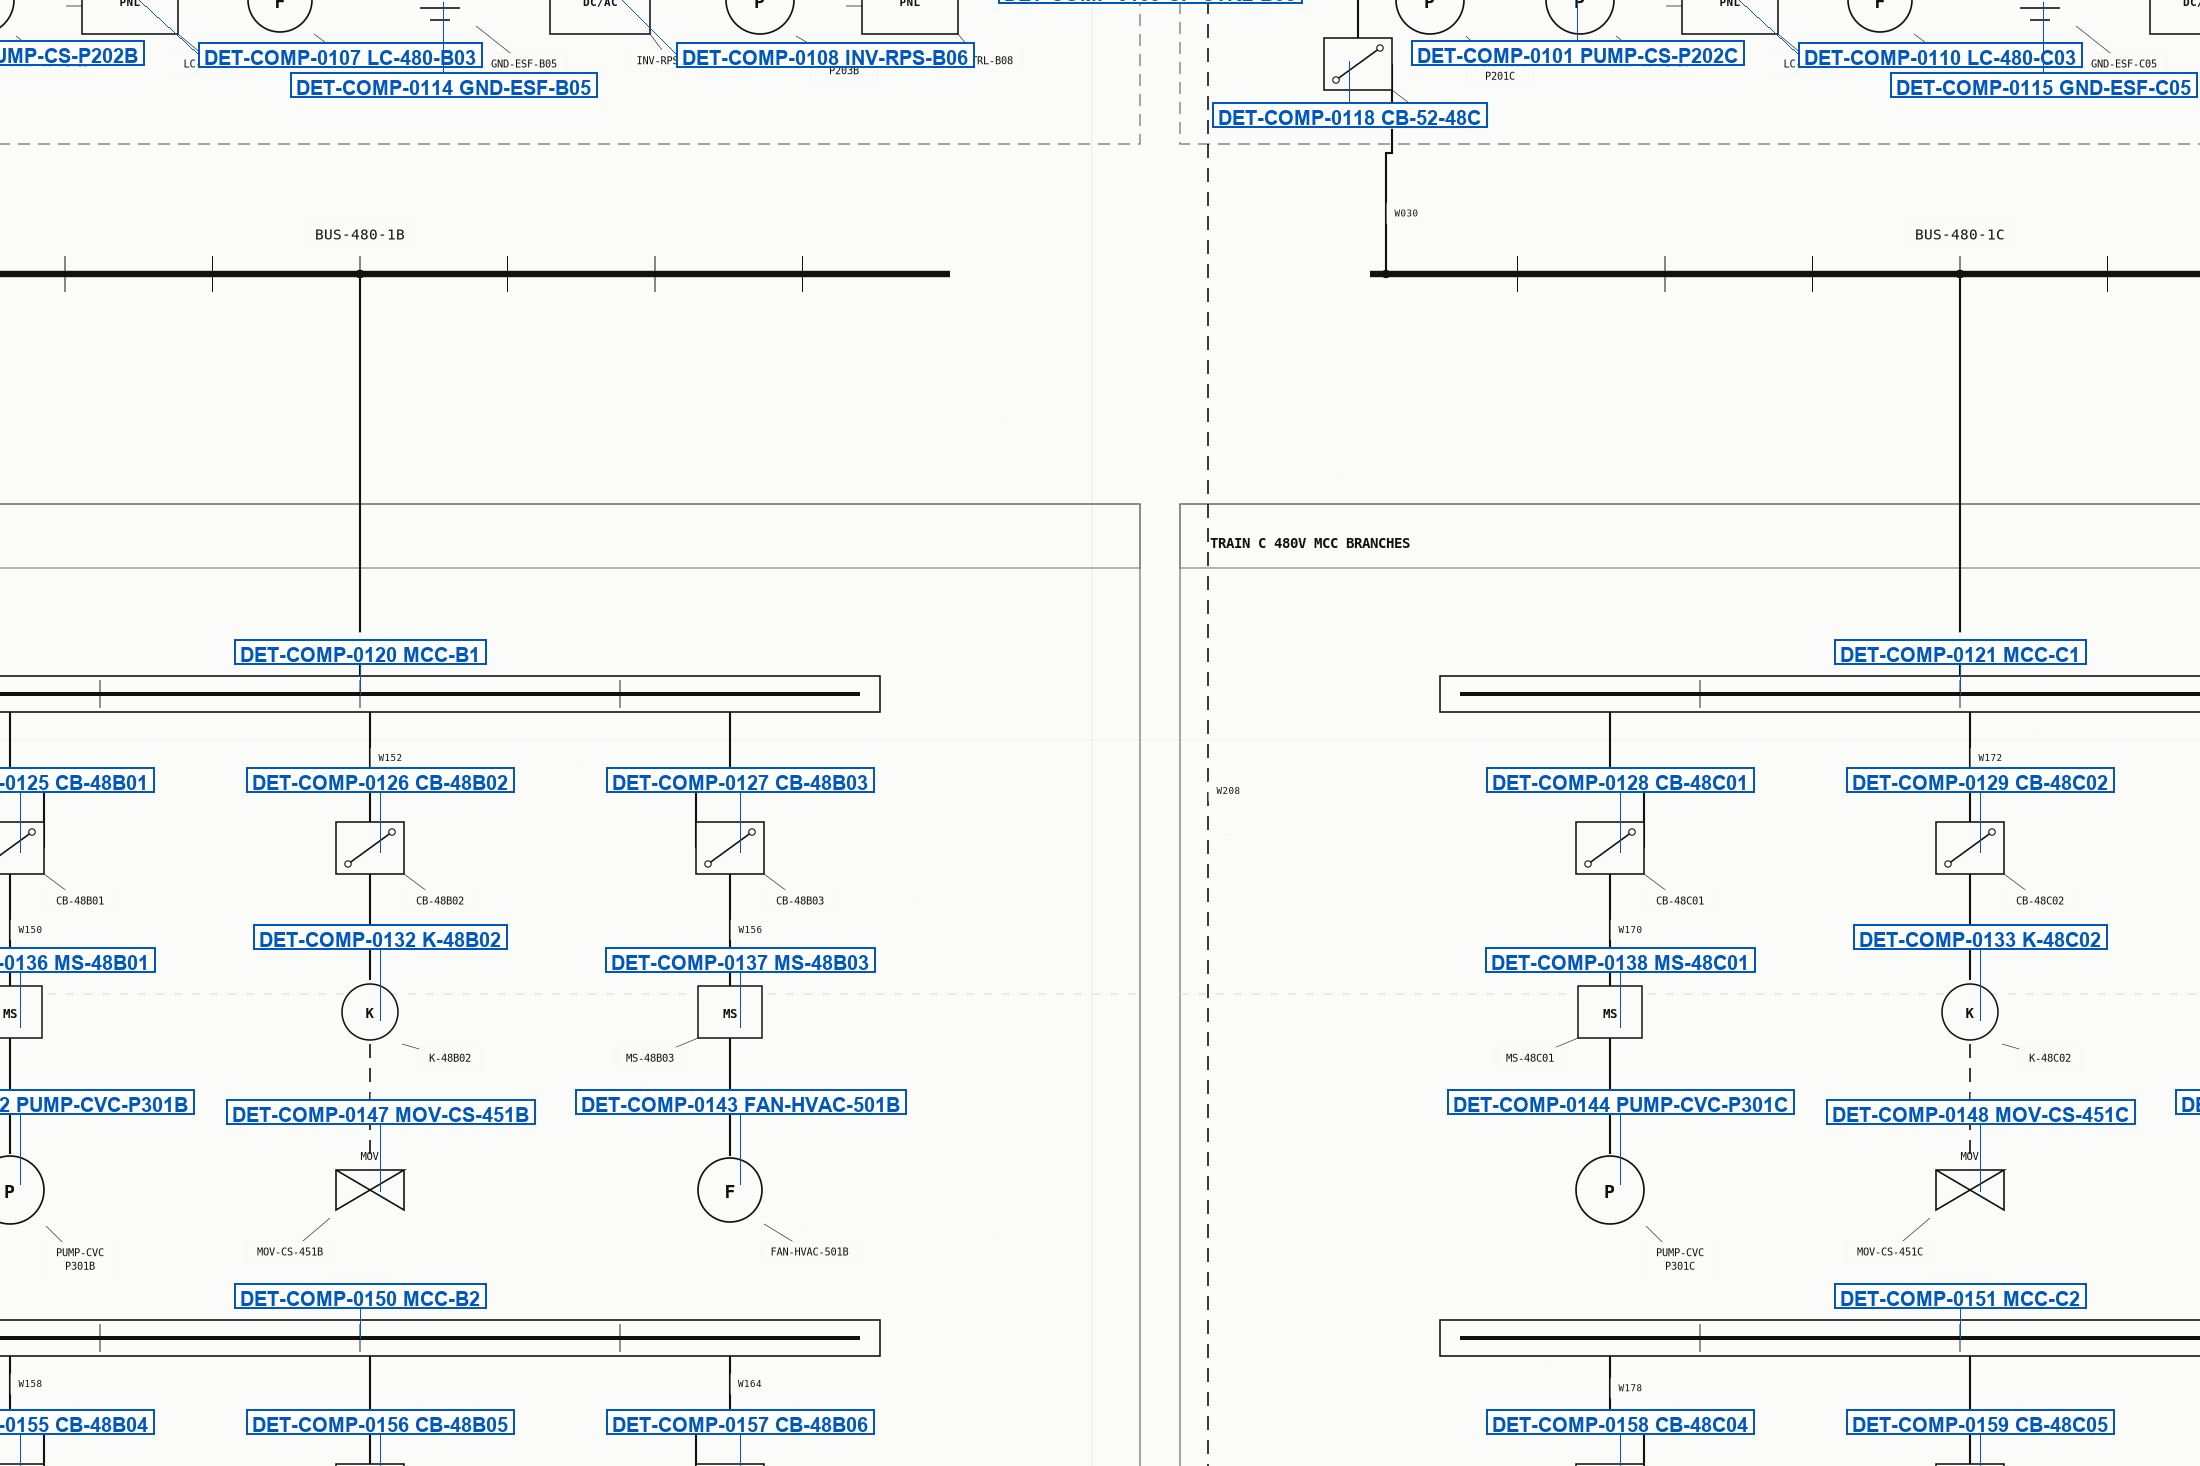 PNL
F
DC/AC
P
PNL
P
P
PNL
F
UMP-CS-P202B
DET-COMP-0107 LC-480-B03
GND-ESF-B05
DET-COMP-0108 INV-RPS-B06
P203B
DET-COMP-0101 PUMP-CS-P202C
P201C
DET-COMP-0110 LC-480-C03
GND-ESF-C05
DET-COMP-0114 GND-ESF-B05
DET-COMP-0115 GND-ESF-C05
DET-COMP-0118 CB-52-48C
W030
BUS-480-1B
BUS-480-1C
TRAIN C 480V MCC BRANCHES
DET-COMP-0120 MCC-B1
DET-COMP-0121 MCC-C1
W152
W172
-0125 CB-48B01
DET-COMP-0126 CB-48B02
DET-COMP-0127 CB-48B03
W208
DET-COMP-0128 CB-48C01
DET-COMP-0129 CB-48C02
CB-48B01
CB-48B02
CB-48B03
CB-48C01
CB-48C02
W150
W156
W170
DET-COMP-0132 K-48B02
DET-COMP-0133 K-48C02
-0136 MS-48B01
DET-COMP-0137 MS-48B03
DET-COMP-0138 MS-48C01
MS
K
MS
MS
K
K-48B02
MS-48B03
MS-48C01
K-48C02
2 PUMP-CVC-P301B
DET-COMP-0147 MOV-CS-451B
DET-COMP-0143 FAN-HVAC-501B
DET-COMP-0144 PUMP-CVC-P301C
DET-COMP-0148 MOV-CS-451C
MOV
MOV
P
F
P
PUMP-CVC
P301B
MOV-CS-451B
FAN-HVAC-501B
PUMP-CVC
P301C
MOV-CS-451C
DET-COMP-0150 MCC-B2
DET-COMP-0151 MCC-C2
W158
W164
W178
-0155 CB-48B04
DET-COMP-0156 CB-48B05
DET-COMP-0157 CB-48B06
DET-COMP-0158 CB-48C04
DET-COMP-0159 CB-48C05